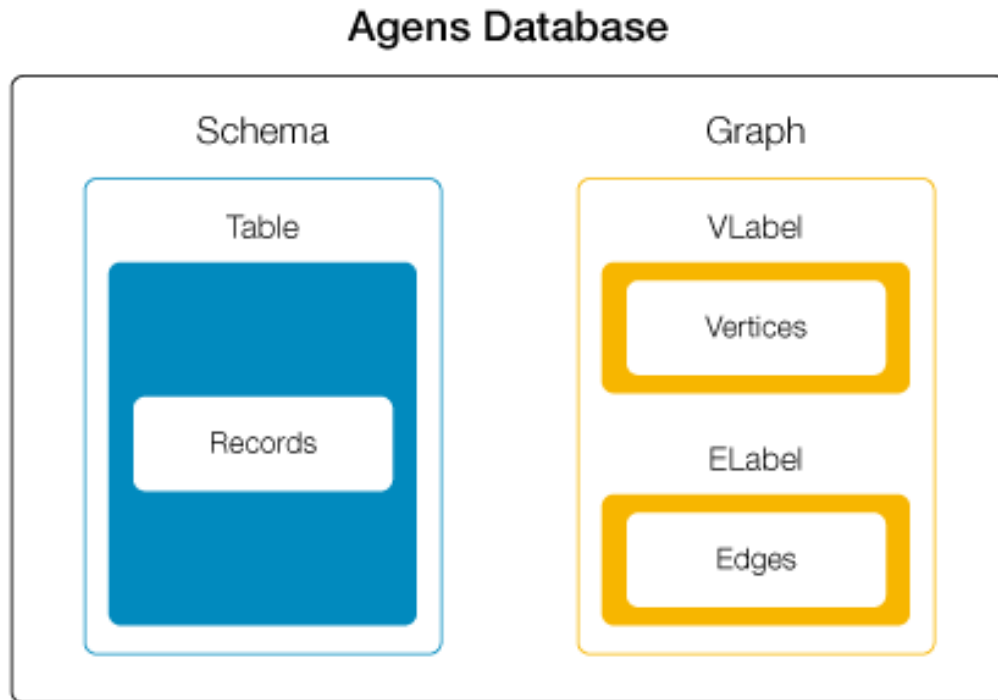 Agens Database
Schema
Graph
Table
VLabel
Vertices
Records
ELabel
Edges